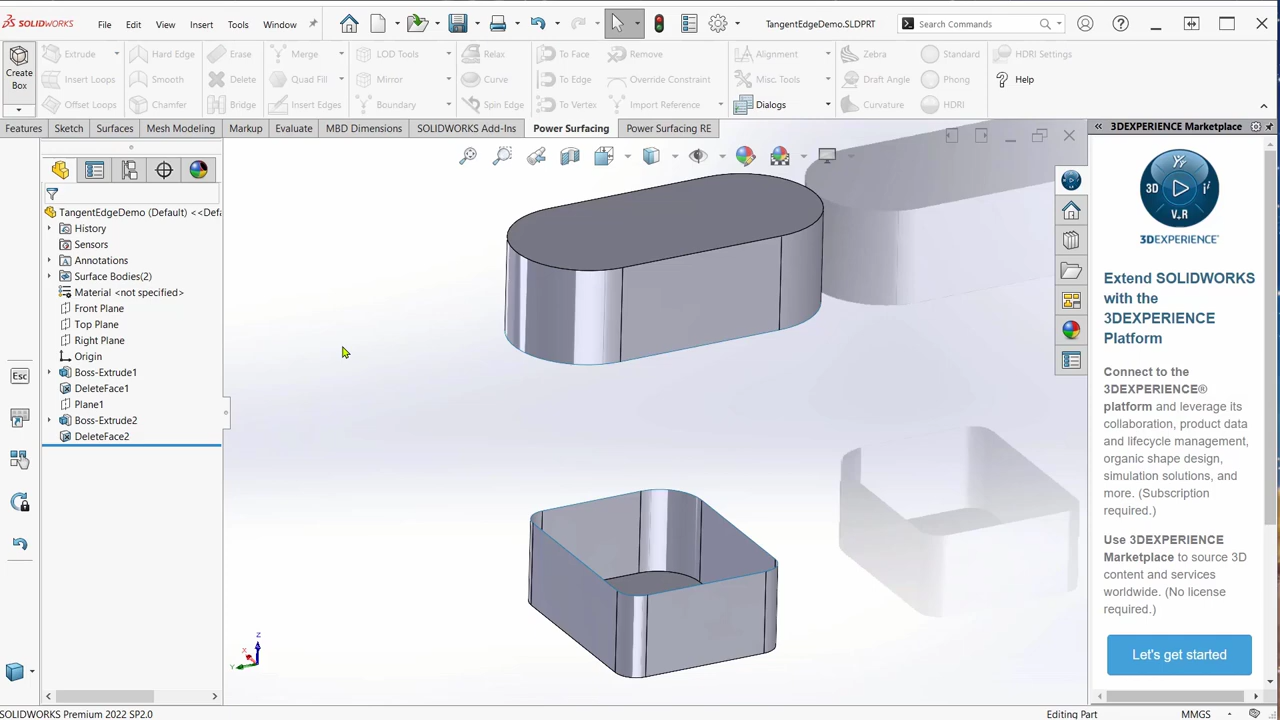 SOLIDWORKS
File
Edit
View
Insert
Tools
Window
TangentEdgeDemo.SLDPRT
Search Commands
Create Box
Extrude
Insert Loops
Offset Loops
Hard Edge
Smooth
Chamfer
Erase
Delete
Bridge
Merge
Quad Fill
Insert Edges
LOD Tools
Mirror
Boundary
Relax
Curve
Spin Edge
To Face
To Edge
To Vertex
Remove
Override Constraint
Import Reference
Alignment
Misc. Tools
Dialogs
Zebra
Draft Angle
Curvature
Standard
Phong
HDRI
HDRI Settings
Help
Features
Sketch
Surfaces
Mesh Modeling
Markup
Evaluate
MBD Dimensions
SOLIDWORKS Add-Ins
Power Surfacing
Power Surfacing RE
TangentEdgeDemo (Default) <<Defa
History
Sensors
Annotations
Surface Bodies(2)
Material <not specified>
Front Plane
Top Plane
Right Plane
Origin
Boss-Extrude1
DeleteFace1
Plane1
Boss-Extrude2
DeleteFace2
Esc
Z
X
Y
3DEXPERIENCE Marketplace
3D
V+R
3DEXPERIENCE
Extend SOLIDWORKS
with the
3DEXPERIENCE
Platform
Connect to the
3DEXPERIENCE®
platform and leverage its
collaboration, product data
and lifecycle management,
organic shape design,
simulation solutions, and
more. (Subscription
required.)
Use 3DEXPERIENCE
Marketplace to source 3D
content and services
worldwide. (No license
required.)
Let's get started
SOLIDWORKS Premium 2022 SP2.0
Editing Part
MMGS